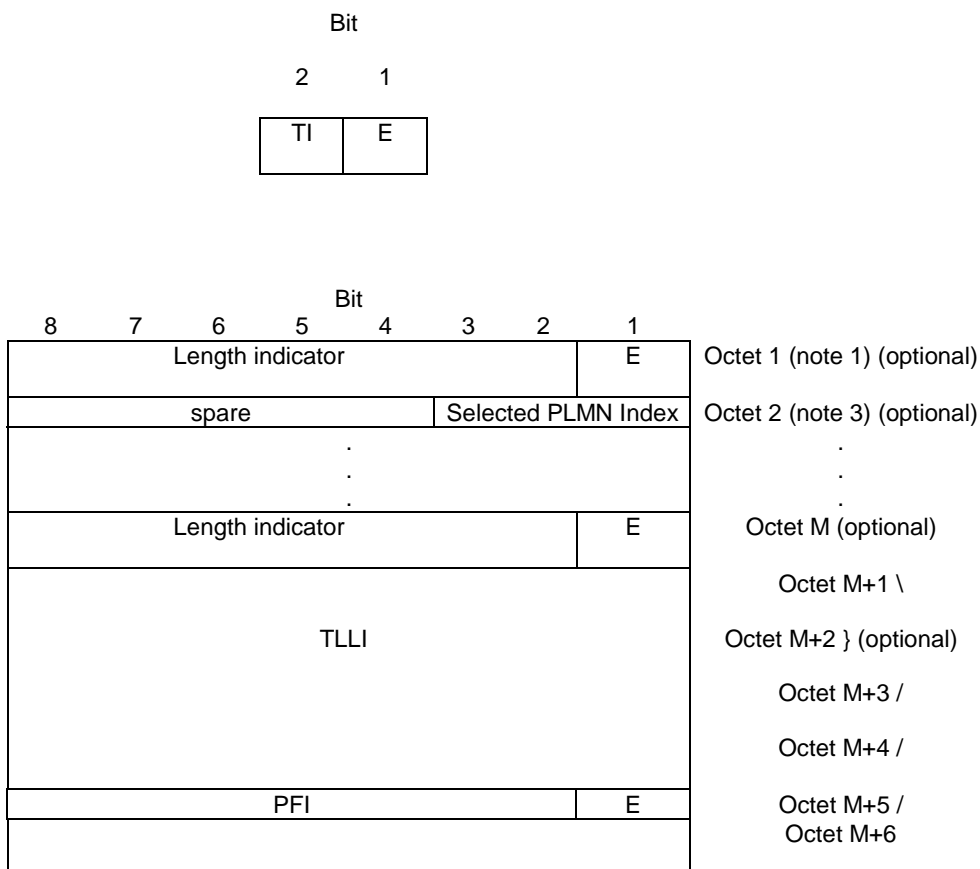 Bit
2 1
TI E
Bit
8 7 6 5 4 3 2 1
Length indicator E Octet 1 (note 1) (optional)
spare Selected PLMN Index Octet 2 (note 3) (optional)
. .
. .
. .
Length indicator E Octet M (optional)
Octet M+1 \
TLLI Octet M+2 } (optional)
Octet M+3 /
Octet M+4 /
PFI E Octet M+5 /
Octet M+6